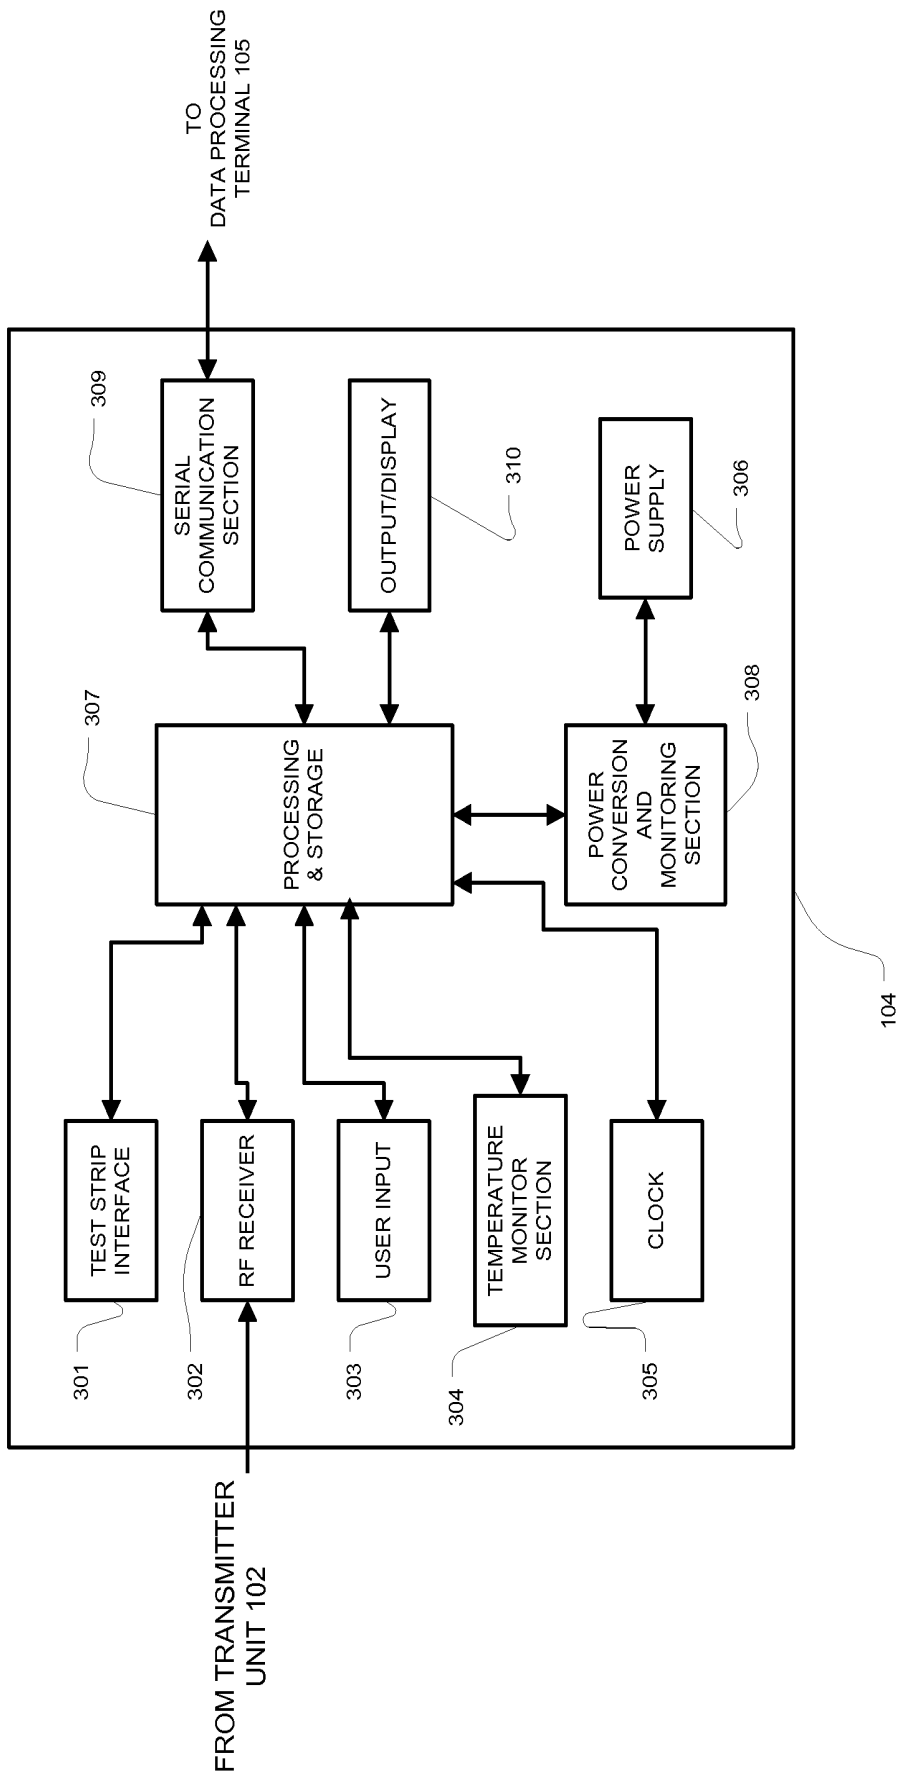 FROM TRANSMITTER
UNIT 102
301
TEST STRIP
INTERFACE
302
RF RECEIVER
303
USER INPUT
304
TEMPERATURE
MONITOR
SECTION
305
CLOCK
307
PROCESSING
& STORAGE
308
POWER
CONVERSION
AND
MONITORING
SECTION
309
SERIAL
COMMUNICATION
SECTION
310
OUTPUT/DISPLAY
306
POWER
SUPPLY
104
TO
DATA PROCESSING
TERMINAL 105